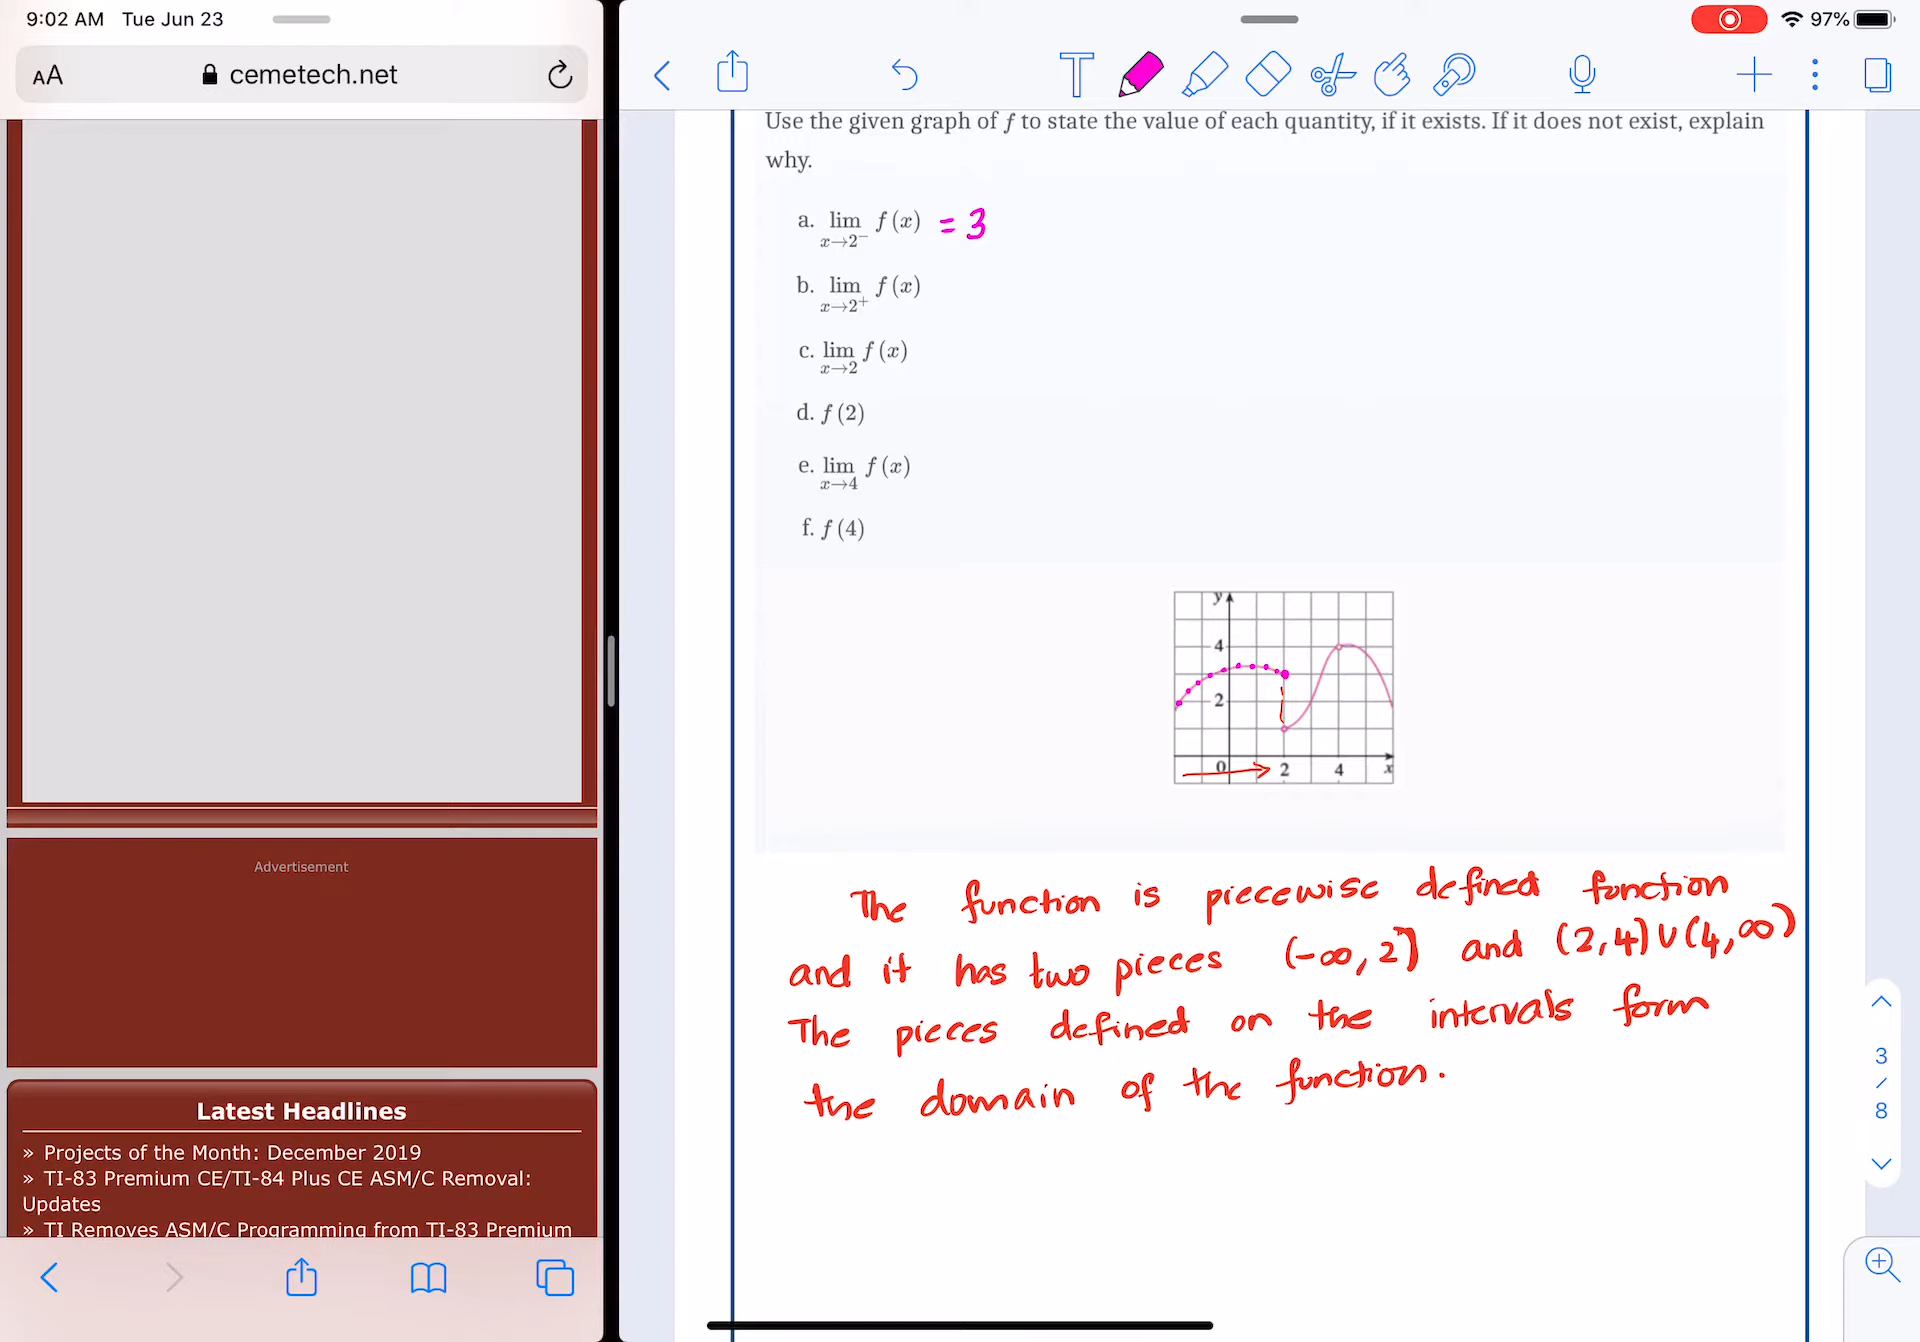 9:02 AM Tue Jun 23
97%
AA cemetech.net
Advertisement
Latest Headlines
» Projects of the Month: December 2019
» TI-83 Premium CE/TI-84 Plus CE ASM/C Removal:
Updates
» TI Removes ASM/C Programming from TI-83 Premium
Use the given graph of f to state the value of each quantity, if it exists. If it does not exist, explain
why.
a. lim x→2⁻ f(x) = 3
b. lim x→2⁺ f(x)
c. lim x→2 f(x)
d. f(2)
e. lim x→4 f(x)
f. f(4)
y
4
2
0 2 4 x
The function is piecewise defined function
and it has two pieces (-∞, 2] and (2,4)∪(4,∞)
The pieces defined on the intervals form
the domain of the function.
3
/
8